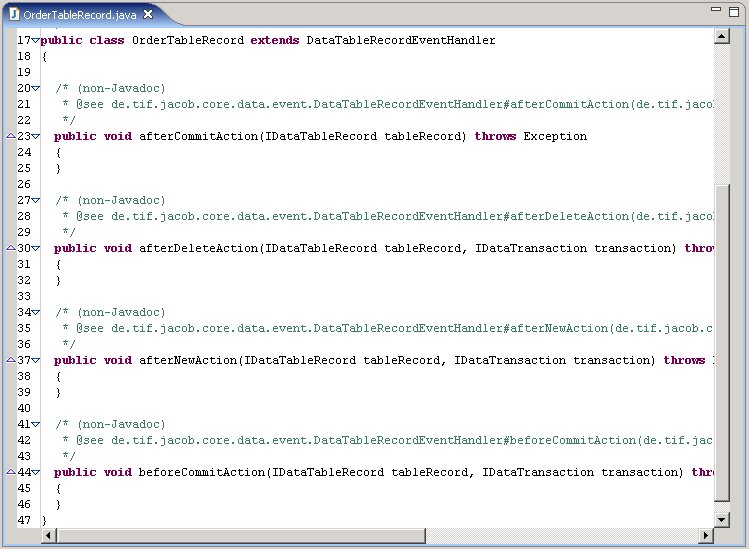 OrderTableRecord.java
17 public class OrderTableRecord extends DataTableRecordEventHandler
18 {
19
20 /* (non-Javadoc)
21 * @see de.tif.jacob.core.data.event.DataTableRecordEventHandler#afterCommitAction(de.tif.jaco
22 */
23 public void afterCommitAction(IDataTableRecord tableRecord) throws Exception
24 {
25 }
26
27 /* (non-Javadoc)
28 * @see de.tif.jacob.core.data.event.DataTableRecordEventHandler#afterDeleteAction(de.tif.jaco
29 */
30 public void afterDeleteAction(IDataTableRecord tableRecord, IDataTransaction transaction) throw
31 {
32 }
33
34 /* (non-Javadoc)
35 * @see de.tif.jacob.core.data.event.DataTableRecordEventHandler#afterNewAction(de.tif.jacob.c
36 */
37 public void afterNewAction(IDataTableRecord tableRecord, IDataTransaction transaction) throws
38 {
39 }
40
41 /* (non-Javadoc)
42 * @see de.tif.jacob.core.data.event.DataTableRecordEventHandler#beforeCommitAction(de.tif.jac
43 */
44 public void beforeCommitAction(IDataTableRecord tableRecord, IDataTransaction transaction) thro
45 {
46 }
47 }